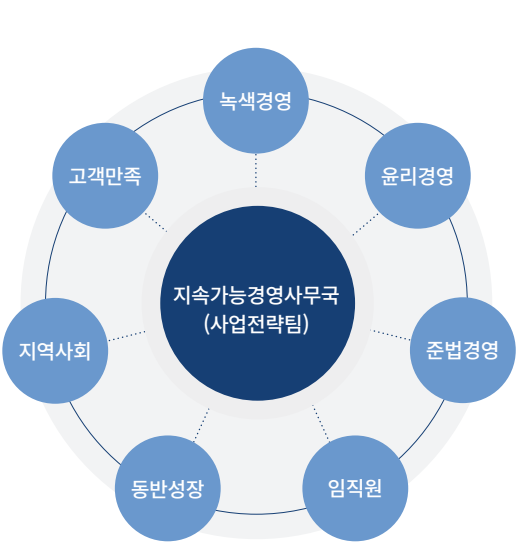 녹색경영
고객만족
윤리경영
지속가능경영사무국
(사업전략팀)
지역사회
준법경영
동반성장
임직원